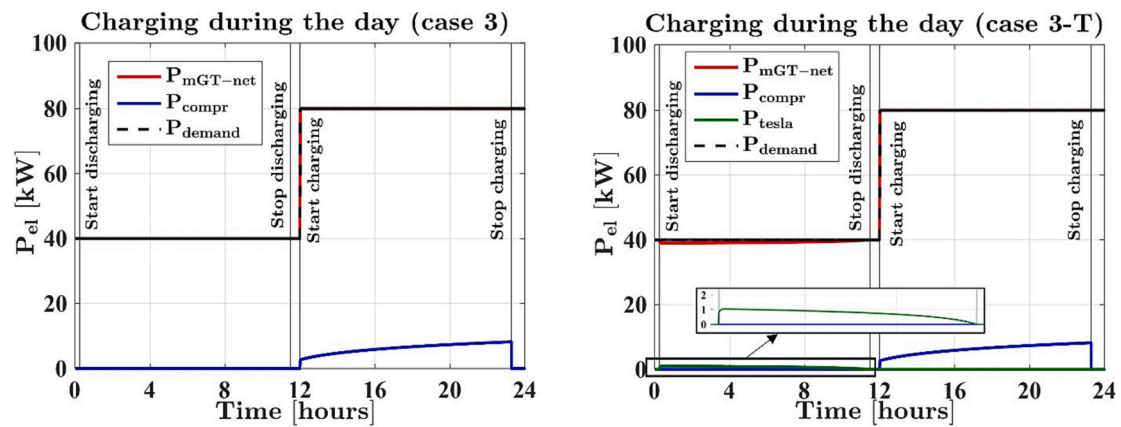 Charging during the day (case 3)
100
80
60
40
20
0
P_el [kW]
P_mGT−net
P_compr
P_demand
Start discharging
Stop discharging
Start charging
Stop charging
0 4 8 12 16 20 24
Time [hours]
Charging during the day (case 3-T)
100
80
60
40
20
0
P_el [kW]
P_mGT−net
P_compr
P_tesla
P_demand
Start discharging
Stop discharging
Start charging
Stop charging
2
1
0
0 4 8 12 16 20 24
Time [hours]